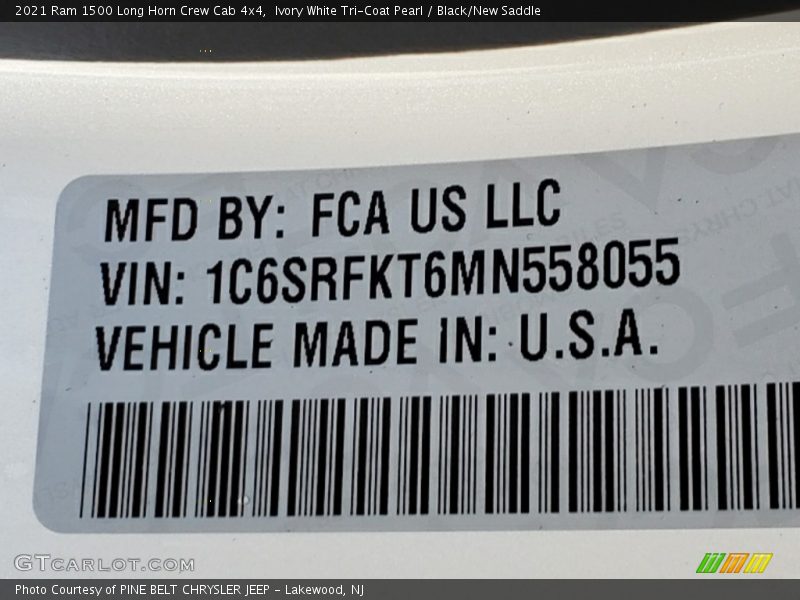 2021 Ram 1500 Long Horn Crew Cab 4x4, Ivory White Tri-Coat Pearl / Black/New Saddle
MFD BY: FCA US LLC
VIN: 1C6SRFKT6MN558055
VEHICLE MADE IN: U.S.A.
GTCARLOT.COM
Photo Courtesy of PINE BELT CHRYSLER JEEP - Lakewood, NJ